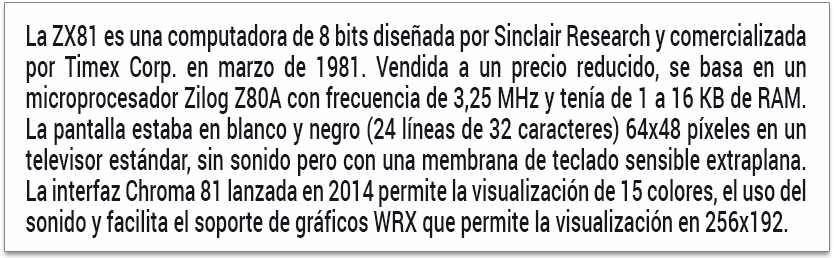 La ZX81 es una computadora de 8 bits diseñada por Sinclair Research y comercializada
por Timex Corp. en marzo de 1981. Vendida a un precio reducido, se basa en un
microprocesador Zilog Z80A con frecuencia de 3,25 MHz y tenía de 1 a 16 KB de RAM.
La pantalla estaba en blanco y negro (24 líneas de 32 caracteres) 64x48 píxeles en un
televisor estándar, sin sonido pero con una membrana de teclado sensible extraplana.
La interfaz Chroma 81 lanzada en 2014 permite la visualización de 15 colores, el uso del
sonido y facilita el soporte de gráficos WRX que permite la visualización en 256x192.